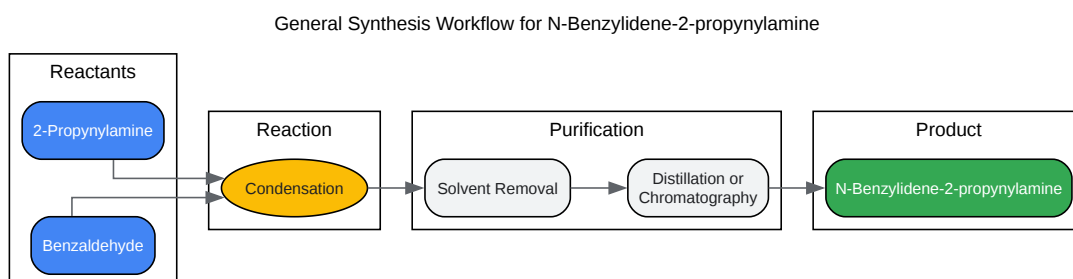 General Synthesis Workflow for N-Benzylidene-2-propynylamine
Reactants
2-Propynylamine
Benzaldehyde
Reaction
Condensation
Purification
Solvent Removal
Distillation or
Chromatography
Product
N-Benzylidene-2-propynylamine